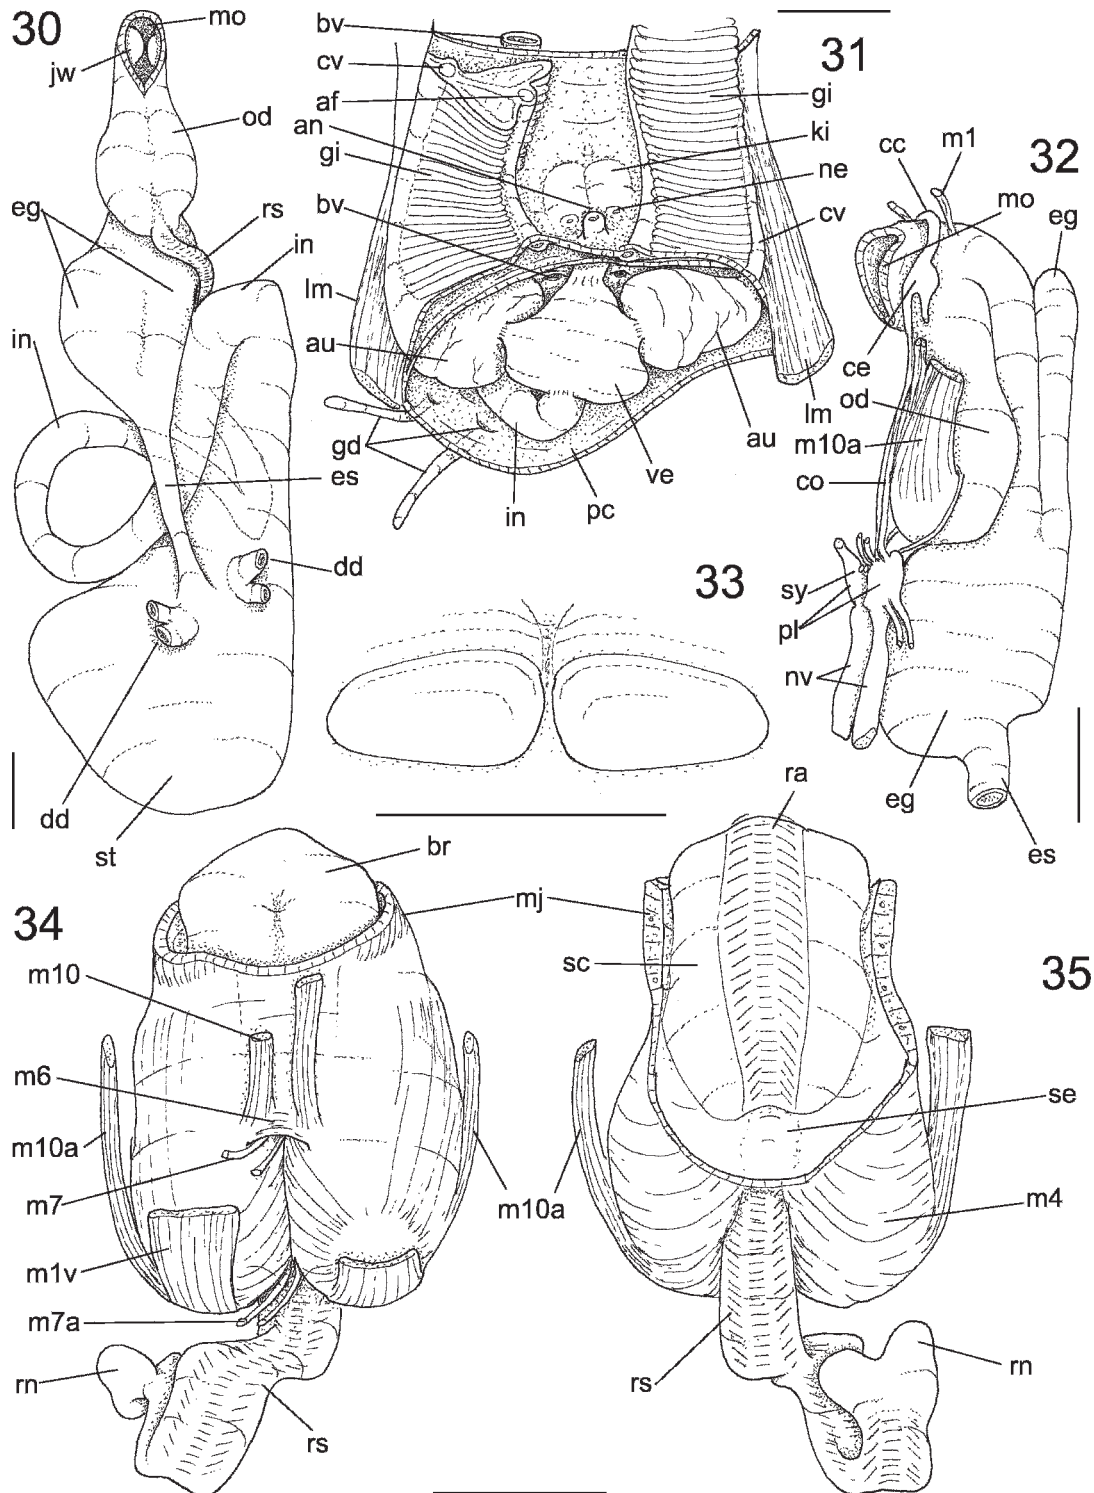 30
mo
jw
od
eg
rs
in
in
es
dd
dd
st
31
bv
cv
af
an
gi
bv
lm
au
gd
in
pc
ve
au
lm
cv
ne
ki
gi
32
cc
m1
mo
eg
ce
od
m10a
co
sy
pl
nv
eg
es
33
34
br
mj
m10
m6
m10a
m7
m1v
m7a
rn
rs
m10a
35
ra
sc
se
m4
rs
rn